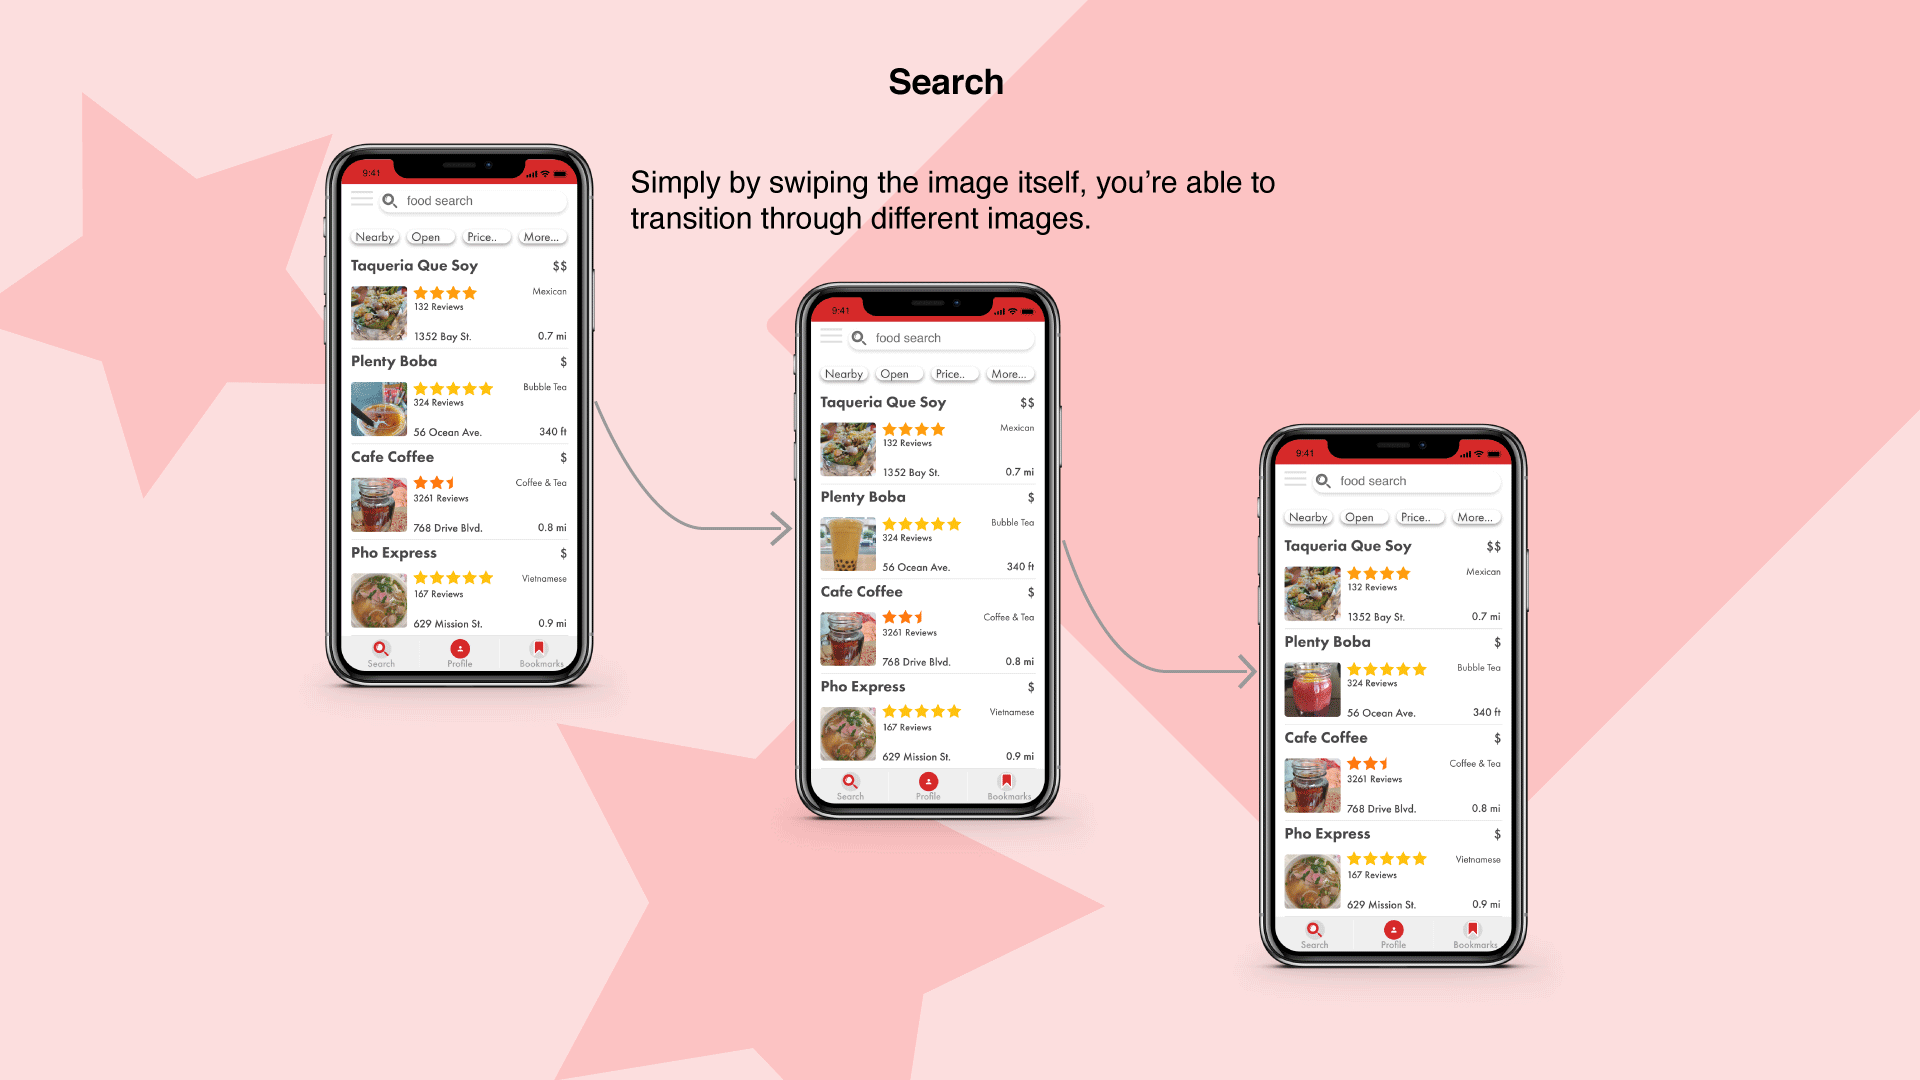 Search
Simply by swiping the image itself, you’re able to
transition through different images.
9:41
food search
Nearby Open Price.. More...
Taqueria Que Soy $$
Mexican
132 Reviews
1352 Bay St. 0.7 mi
Plenty Boba $
Bubble Tea
324 Reviews
56 Ocean Ave. 340 ft
Cafe Coffee $
Coffee & Tea
3261 Reviews
768 Drive Blvd. 0.8 mi
Pho Express $
Vietnamese
167 Reviews
629 Mission St. 0.9 mi
Search Profile Bookmarks
9:41
food search
Nearby Open Price.. More...
Taqueria Que Soy $$
Mexican
132 Reviews
1352 Bay St. 0.7 mi
Plenty Boba $
Bubble Tea
324 Reviews
56 Ocean Ave. 340 ft
Cafe Coffee $
Coffee & Tea
3261 Reviews
768 Drive Blvd. 0.8 mi
Pho Express $
Vietnamese
167 Reviews
629 Mission St. 0.9 mi
Search Profile Bookmarks
9:41
food search
Nearby Open Price.. More...
Taqueria Que Soy $$
Mexican
132 Reviews
1352 Bay St. 0.7 mi
Plenty Boba $
Bubble Tea
324 Reviews
56 Ocean Ave. 340 ft
Cafe Coffee $
Coffee & Tea
3261 Reviews
768 Drive Blvd. 0.8 mi
Pho Express $
Vietnamese
167 Reviews
629 Mission St. 0.9 mi
Search Profile Bookmarks